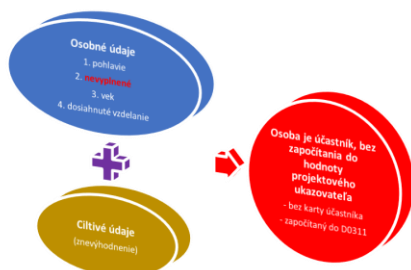 Osobné údaje
1. pohlavie
2. nevyplnené
3. vek
4. dosiahnuté vzdelanie
Citlivé údaje
(znevýhodnenie)
Osoba je účastník, bez
započítania do
hodnoty
projektového
ukazovateľa
- bez karty účastníka
- započítaný do D0311